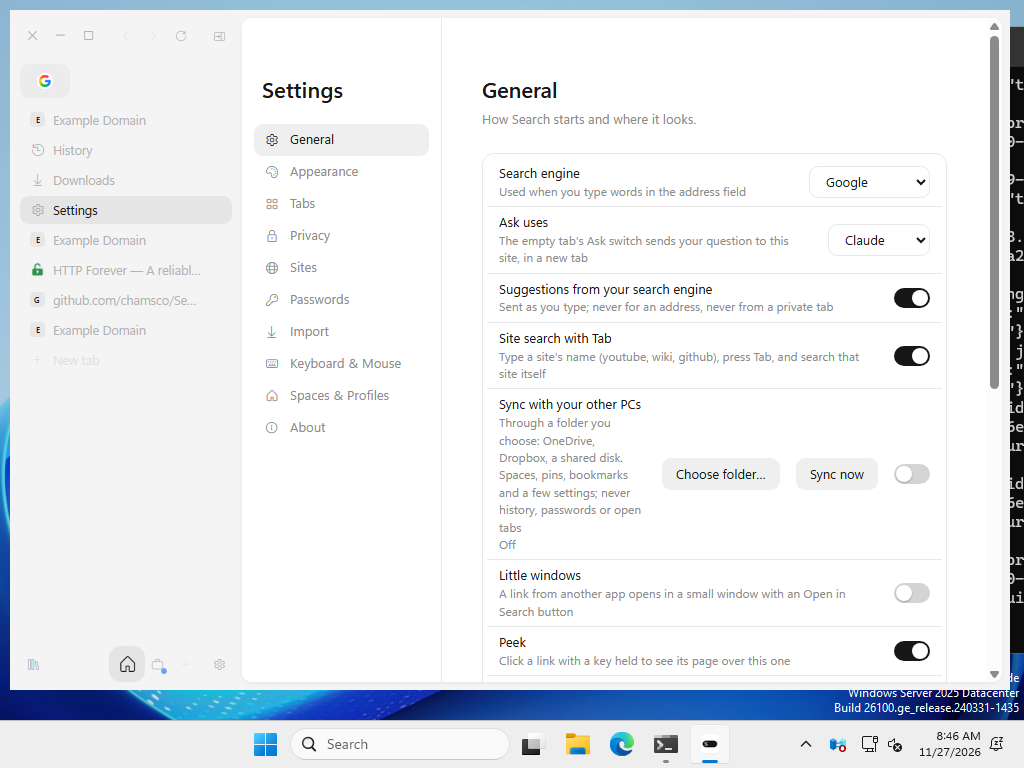 Example Domain
History
Downloads
Settings
Example Domain
HTTP Forever — A reliabl...
github.com/chamsco/Se...
Example Domain
New tab
Settings
General
Appearance
Tabs
Privacy
Sites
Passwords
Import
Keyboard & Mouse
Spaces & Profiles
About
General
How Search starts and where it looks.
Search engine
Used when you type words in the address field
Google
Ask uses
The empty tab's Ask switch sends your question to this
site, in a new tab
Claude
Suggestions from your search engine
Sent as you type; never for an address, never from a private tab
Site search with Tab
Type a site's name (youtube, wiki, github), press Tab, and search that
site itself
Sync with your other PCs
Through a folder you
choose: OneDrive,
Dropbox, a shared disk.
Spaces, pins, bookmarks
and a few settings; never
history, passwords or open
tabs
Off
Choose folder...
Sync now
Little windows
A link from another app opens in a small window with an Open in
Search button
Peek
Click a link with a key held to see its page over this one
Windows Server 2025 Datacenter
Build 26100.ge_release.240331-1435
Search
8:46 AM
11/27/2026